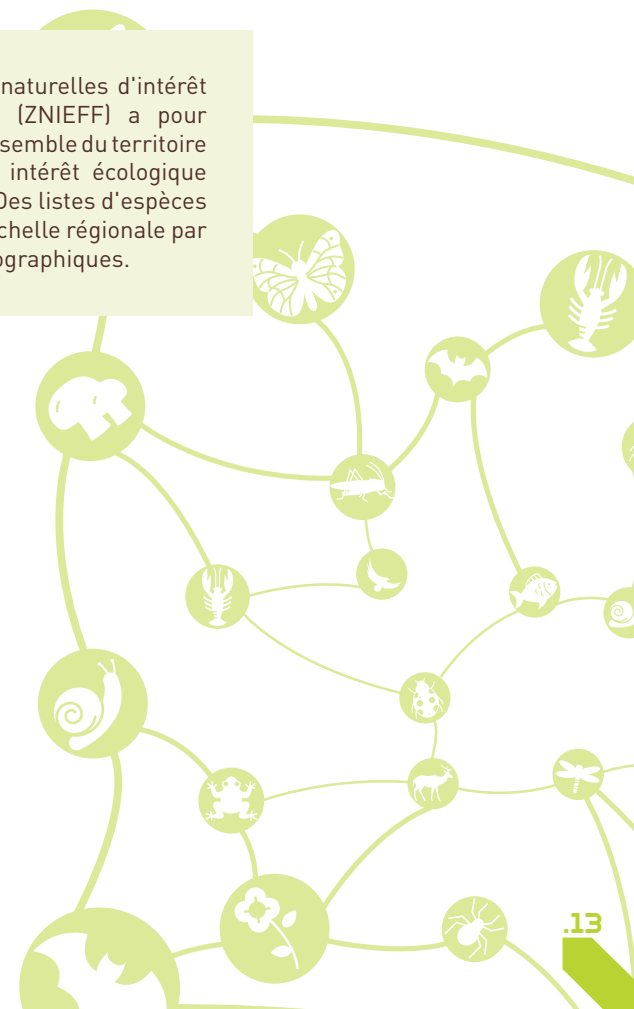 naturelles d'intérêt
(ZNIEFF) a pour
semble du territoire
intérêt écologique
Des listes d'espèces
chelle régionale par
ographiques.
.13